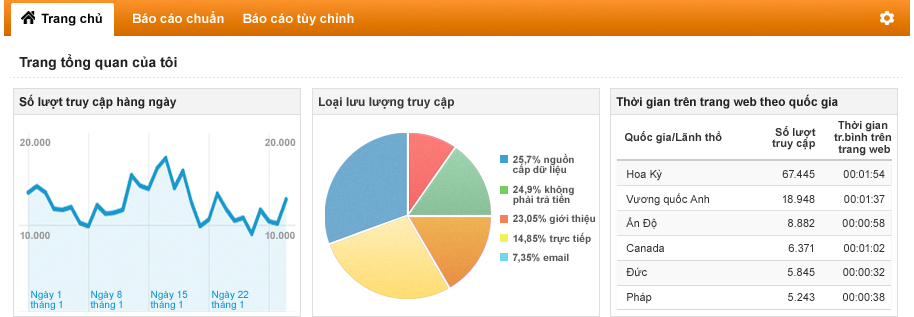 Trang chủ Báo cáo chuẩn Báo cáo tùy chỉnh
Trang tổng quan của tôi
Số lượt truy cập hàng ngày
20.000 20.000
10.000 10.000
Ngày 1 Ngày 8 Ngày 15 Ngày 22
tháng 1 tháng 1 tháng 1 tháng 1
Loại lưu lượng truy cập
25,7% nguồn
cấp dữ liệu
24,9% không
phải trả tiền
23,05% giới thiệu
14,85% trực tiếp
7,35% email
Thời gian trên trang web theo quốc gia
Quốc gia/Lãnh thổ Số lượt truy cập Thời gian tr.bình trên trang web
Hoa Kỳ 67.445 00:01:54
Vương quốc Anh 18.948 00:01:37
Ấn Độ 8.882 00:00:58
Canada 6.371 00:01:02
Đức 5.845 00:00:32
Pháp 5.243 00:00:38